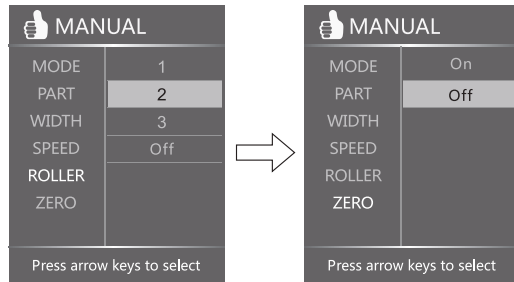 MANUAL
MODE 1
PART 2
WIDTH 3
SPEED Off
ROLLER
ZERO
Press arrow keys to select
MANUAL
MODE On
PART Off
WIDTH
SPEED
ROLLER
ZERO
Press arrow keys to select